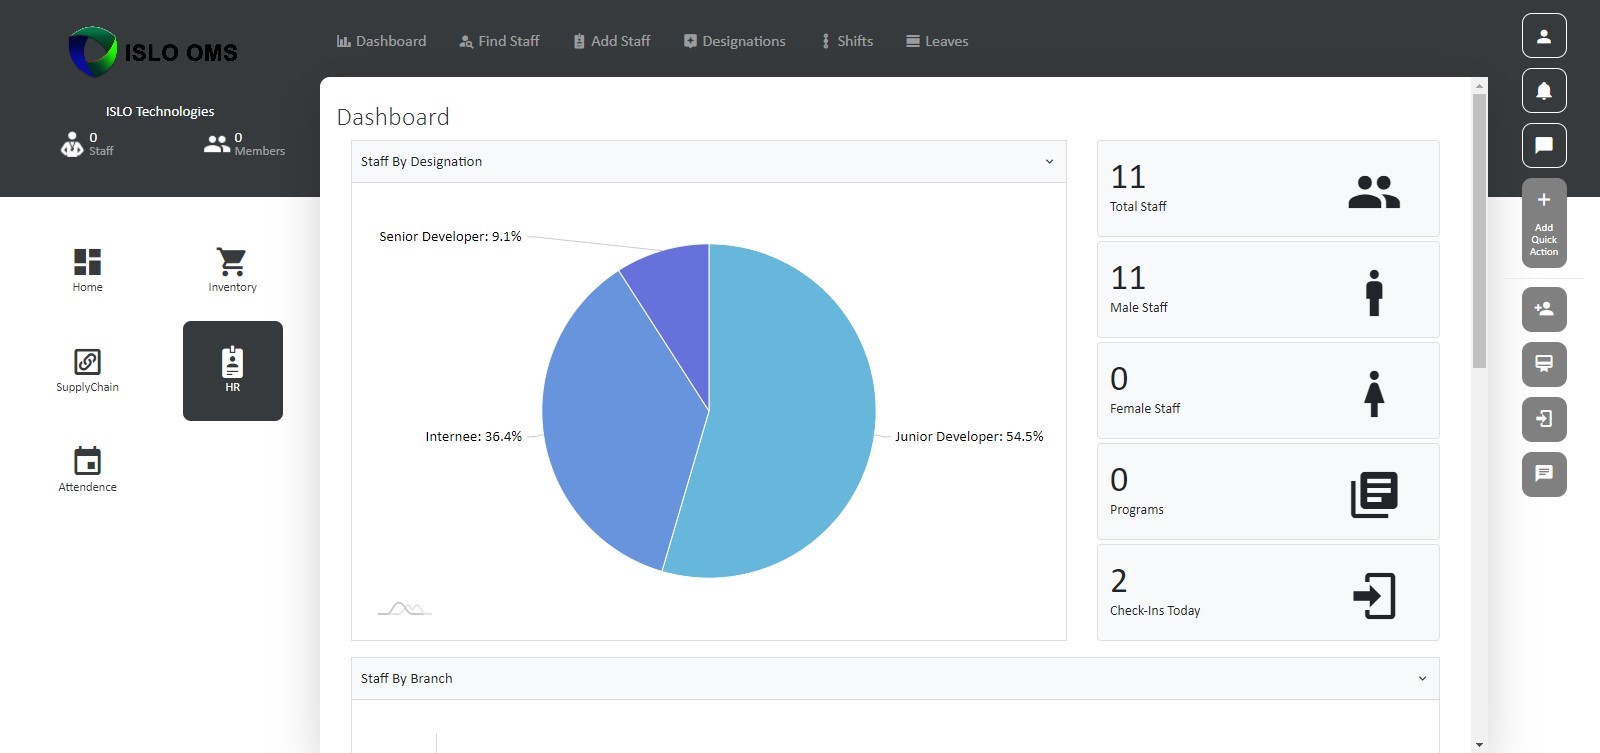 ISLO OMS
Dashboard
Find Staff
Add Staff
Designations
Shifts
Leaves
ISLO Technologies
0
Staff
0
Members
Home
Inventory
SupplyChain
HR
Attendence
Dashboard
Staff By Designation
Senior Developer: 9.1%
Internee: 36.4%
Junior Developer: 54.5%
11
Total Staff
11
Male Staff
0
Female Staff
0
Programs
2
Check-Ins Today
Staff By Branch
Add
Quick
Action